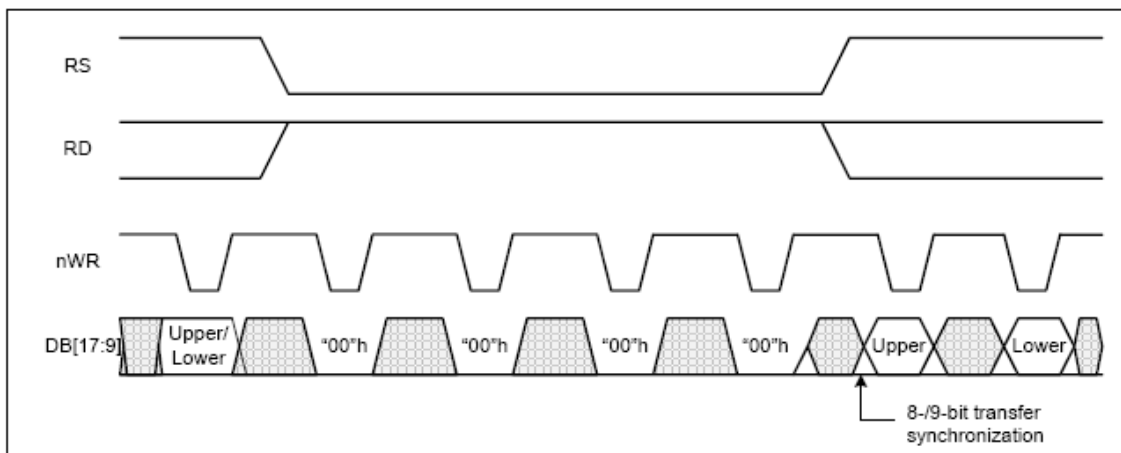 RS
RD
nWR
DB[17:9]
Upper/
Lower
“00”h
“00”h
“00”h
“00”h
Upper
Lower
8-/9-bit transfer
synchronization